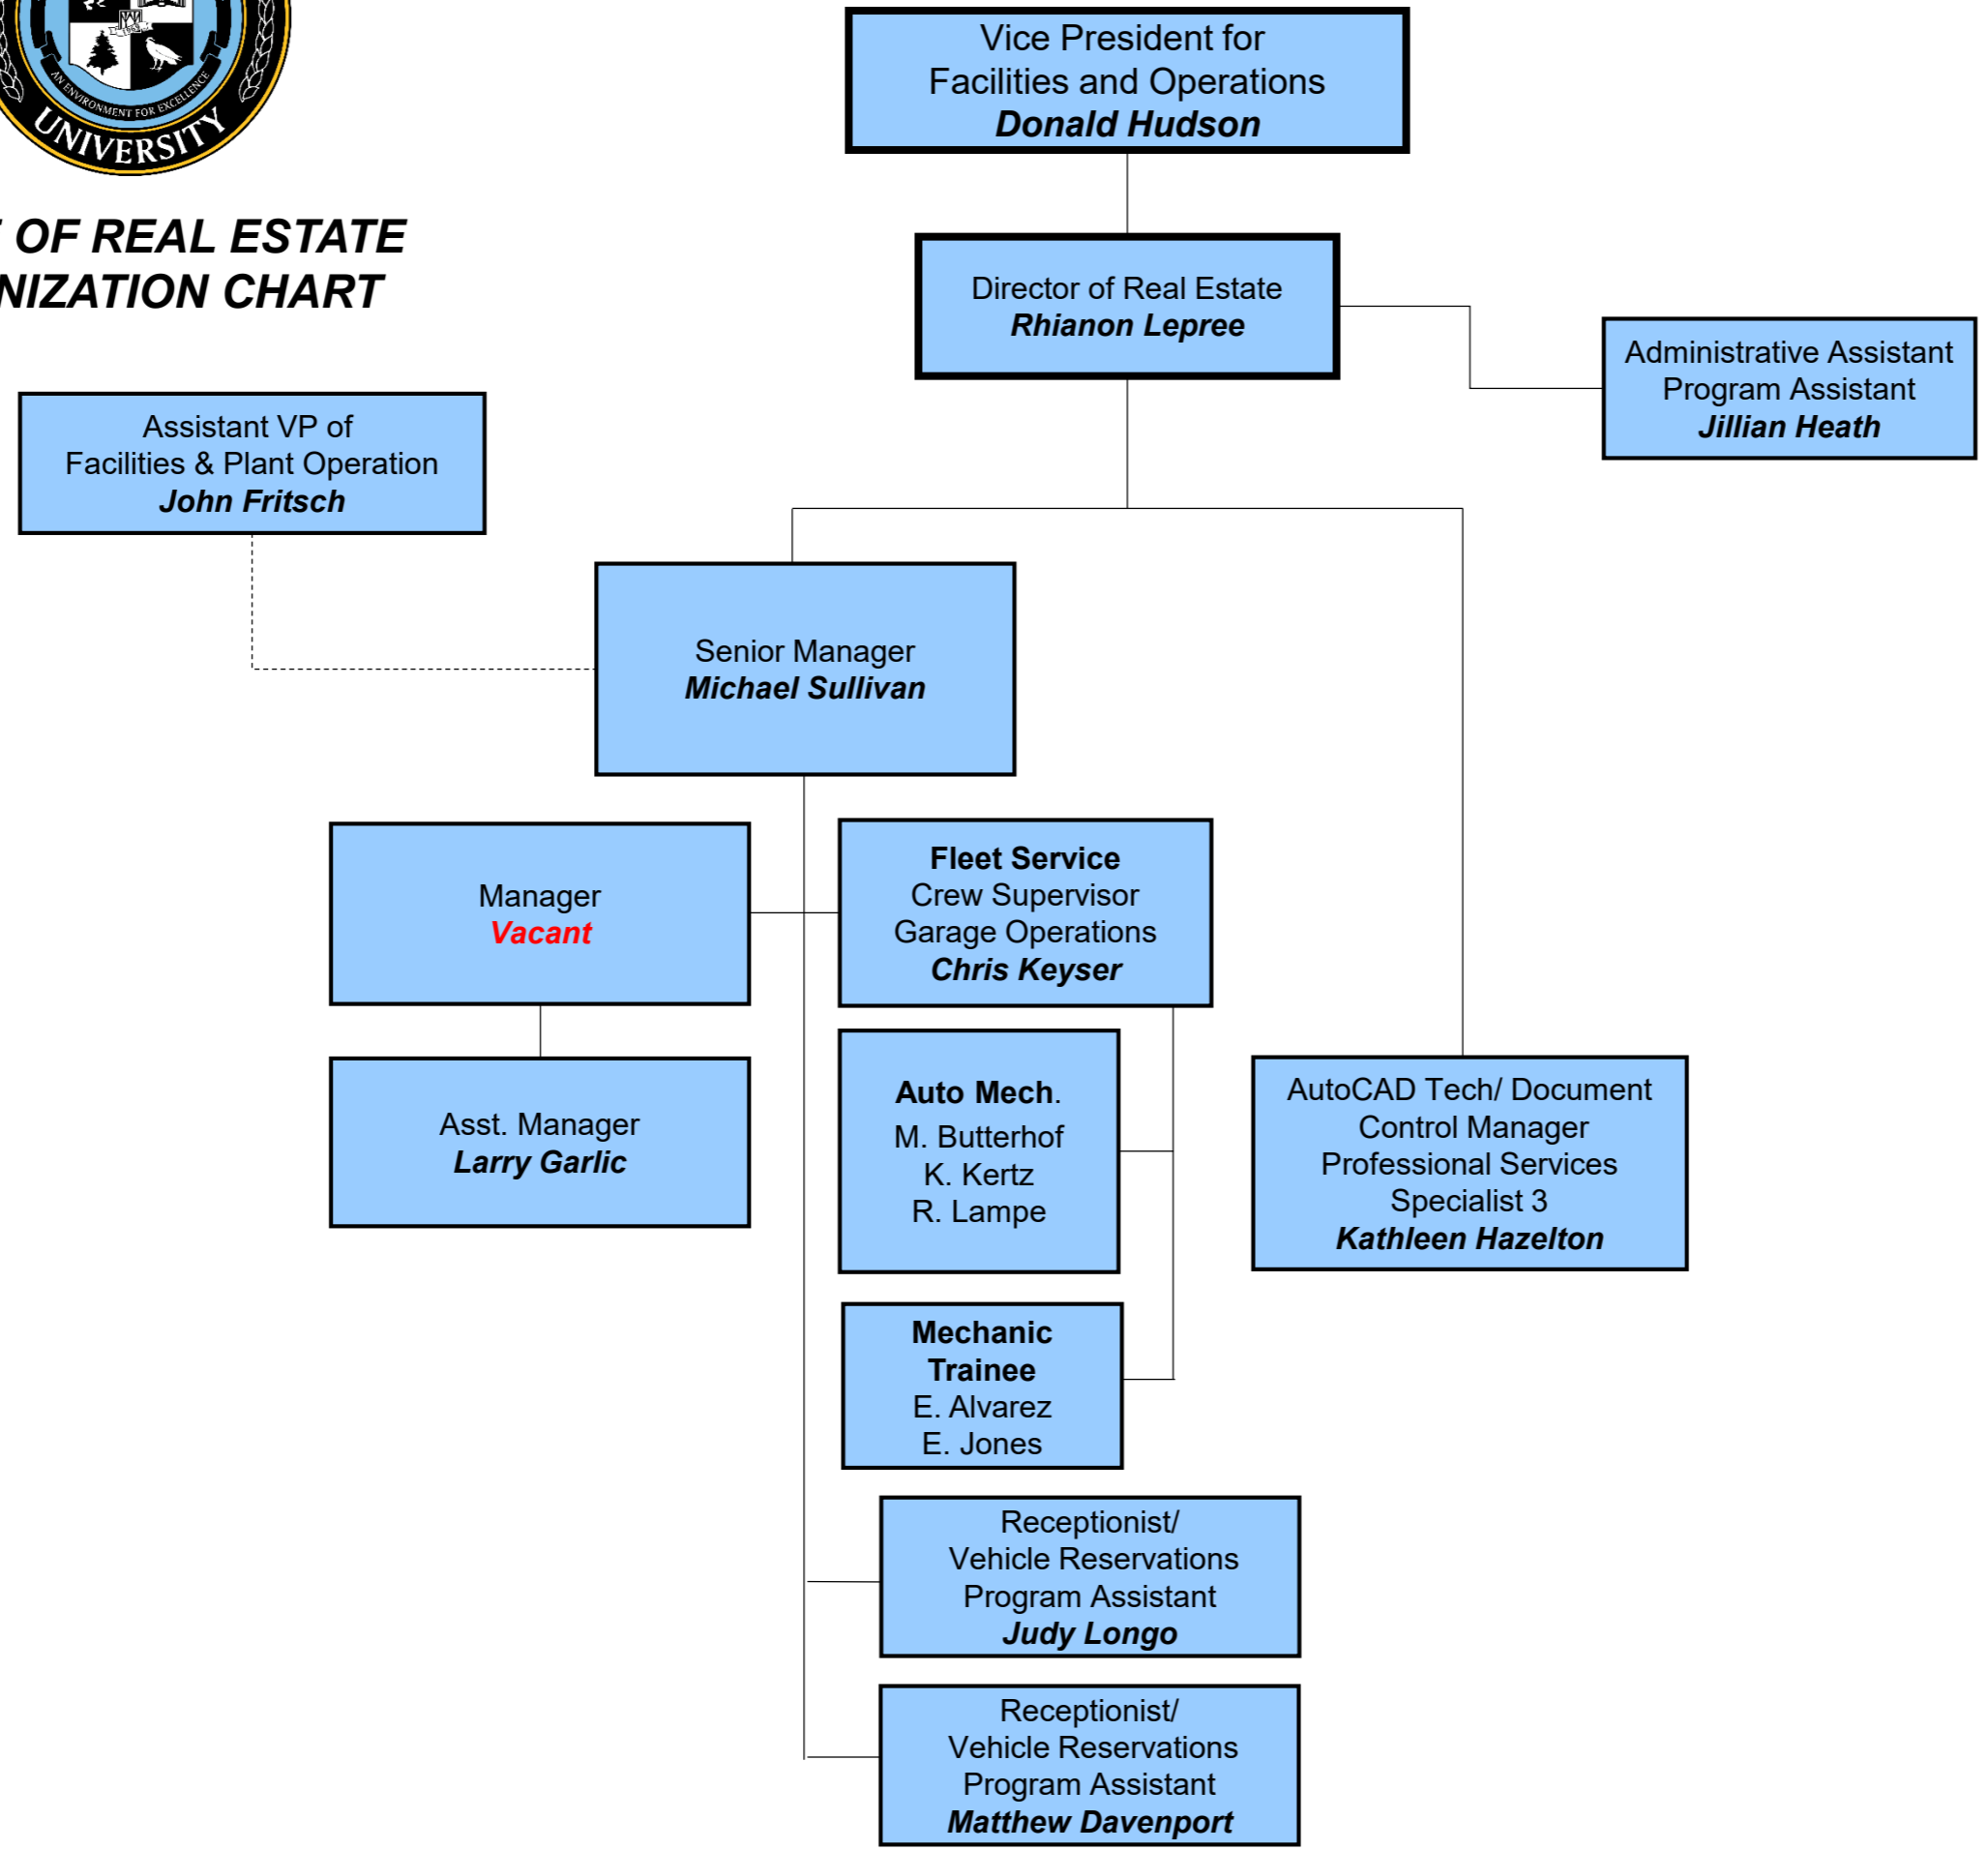 AN ENVIRONMENT FOR EXCELLENCE
UNIVERSITY
OF REAL ESTATE
CHART
Vice President for
Facilities and Operations
Donald Hudson
Director of Real Estate
Rhianon Lepree
Administrative Assistant
Program Assistant
Jillian Heath
Assistant VP of
Facilities & Plant Operation
John Fritsch
Senior Manager
Michael Sullivan
Manager
Vacant
Fleet Service
Crew Supervisor
Garage Operations
Chris Keyser
Asst. Manager
Larry Garlic
Auto Mech.
M. Butterhof
K. Kertz
R. Lampe
AutoCAD Tech/ Document
Control Manager
Professional Services
Specialist 3
Kathleen Hazelton
Mechanic
Trainee
E. Alvarez
E. Jones
Receptionist/
Vehicle Reservations
Program Assistant
Judy Longo
Receptionist/
Vehicle Reservations
Program Assistant
Matthew Davenport